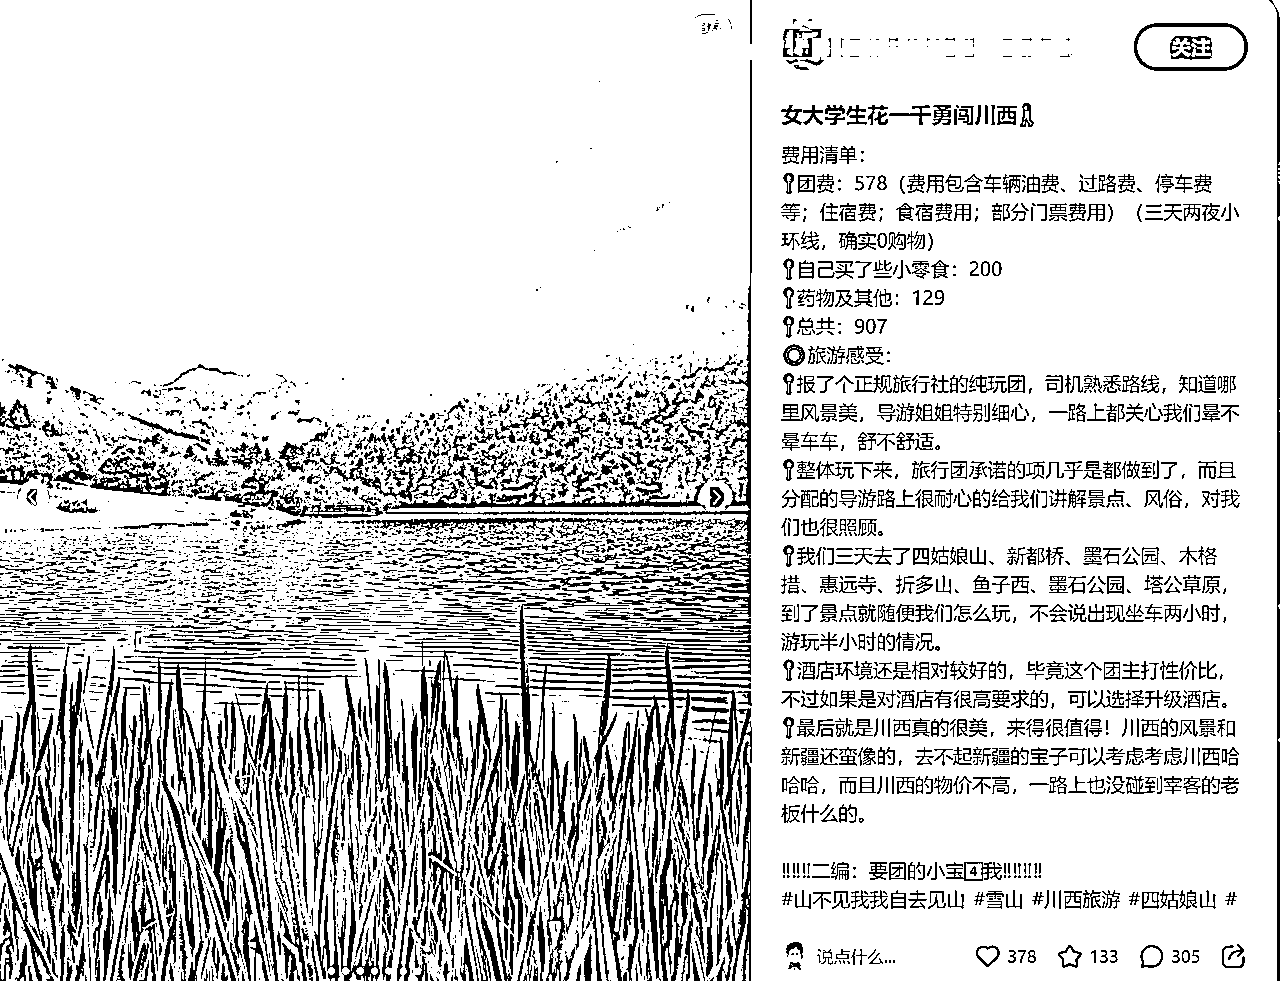 关注
女大学生花一千勇闯川西
费用清单：
团费：578（费用包含车辆油费、过路费、停车费
等；住宿费；食宿费用；部分门票费用）（三天两夜小
环线，确实0购物）
自己买了些小零食：200
药物及其他：129
总共：907
旅游感受：
报了个正规旅行社的纯玩团，司机熟悉路线，知道哪
里风景美，导游姐姐特别细心，一路上都关心我们晕不
晕车车，舒不舒适。
整体玩下来，旅行团承诺的项几乎是都做到了，而且
分配的导游路上很耐心的给我们讲解景点、风俗，对我
们也很照顾。
我们三天去了四姑娘山、新都桥、墨石公园、木格
措、惠远寺、折多山、鱼子西、墨石公园、塔公草原，
到了景点就随便我们怎么玩，不会说出现坐车两小时，
游玩半小时的情况。
酒店环境还是相对较好的，毕竟这个团主打性价比，
不过如果是对酒店有很高要求的，可以选择升级酒店。
最后就是川西真的很美，来得很值得！川西的风景和
新疆还蛮像的，去不起新疆的宝子可以考虑考虑川西哈
哈哈，而且川西的物价不高，一路上也没碰到宰客的老
板什么的。
‼‼‼二编：要团的小宝4我‼‼‼‼
#山不见我我自去见山 #雪山 #川西旅游 #四姑娘山 #
说点什么...
378
133
305